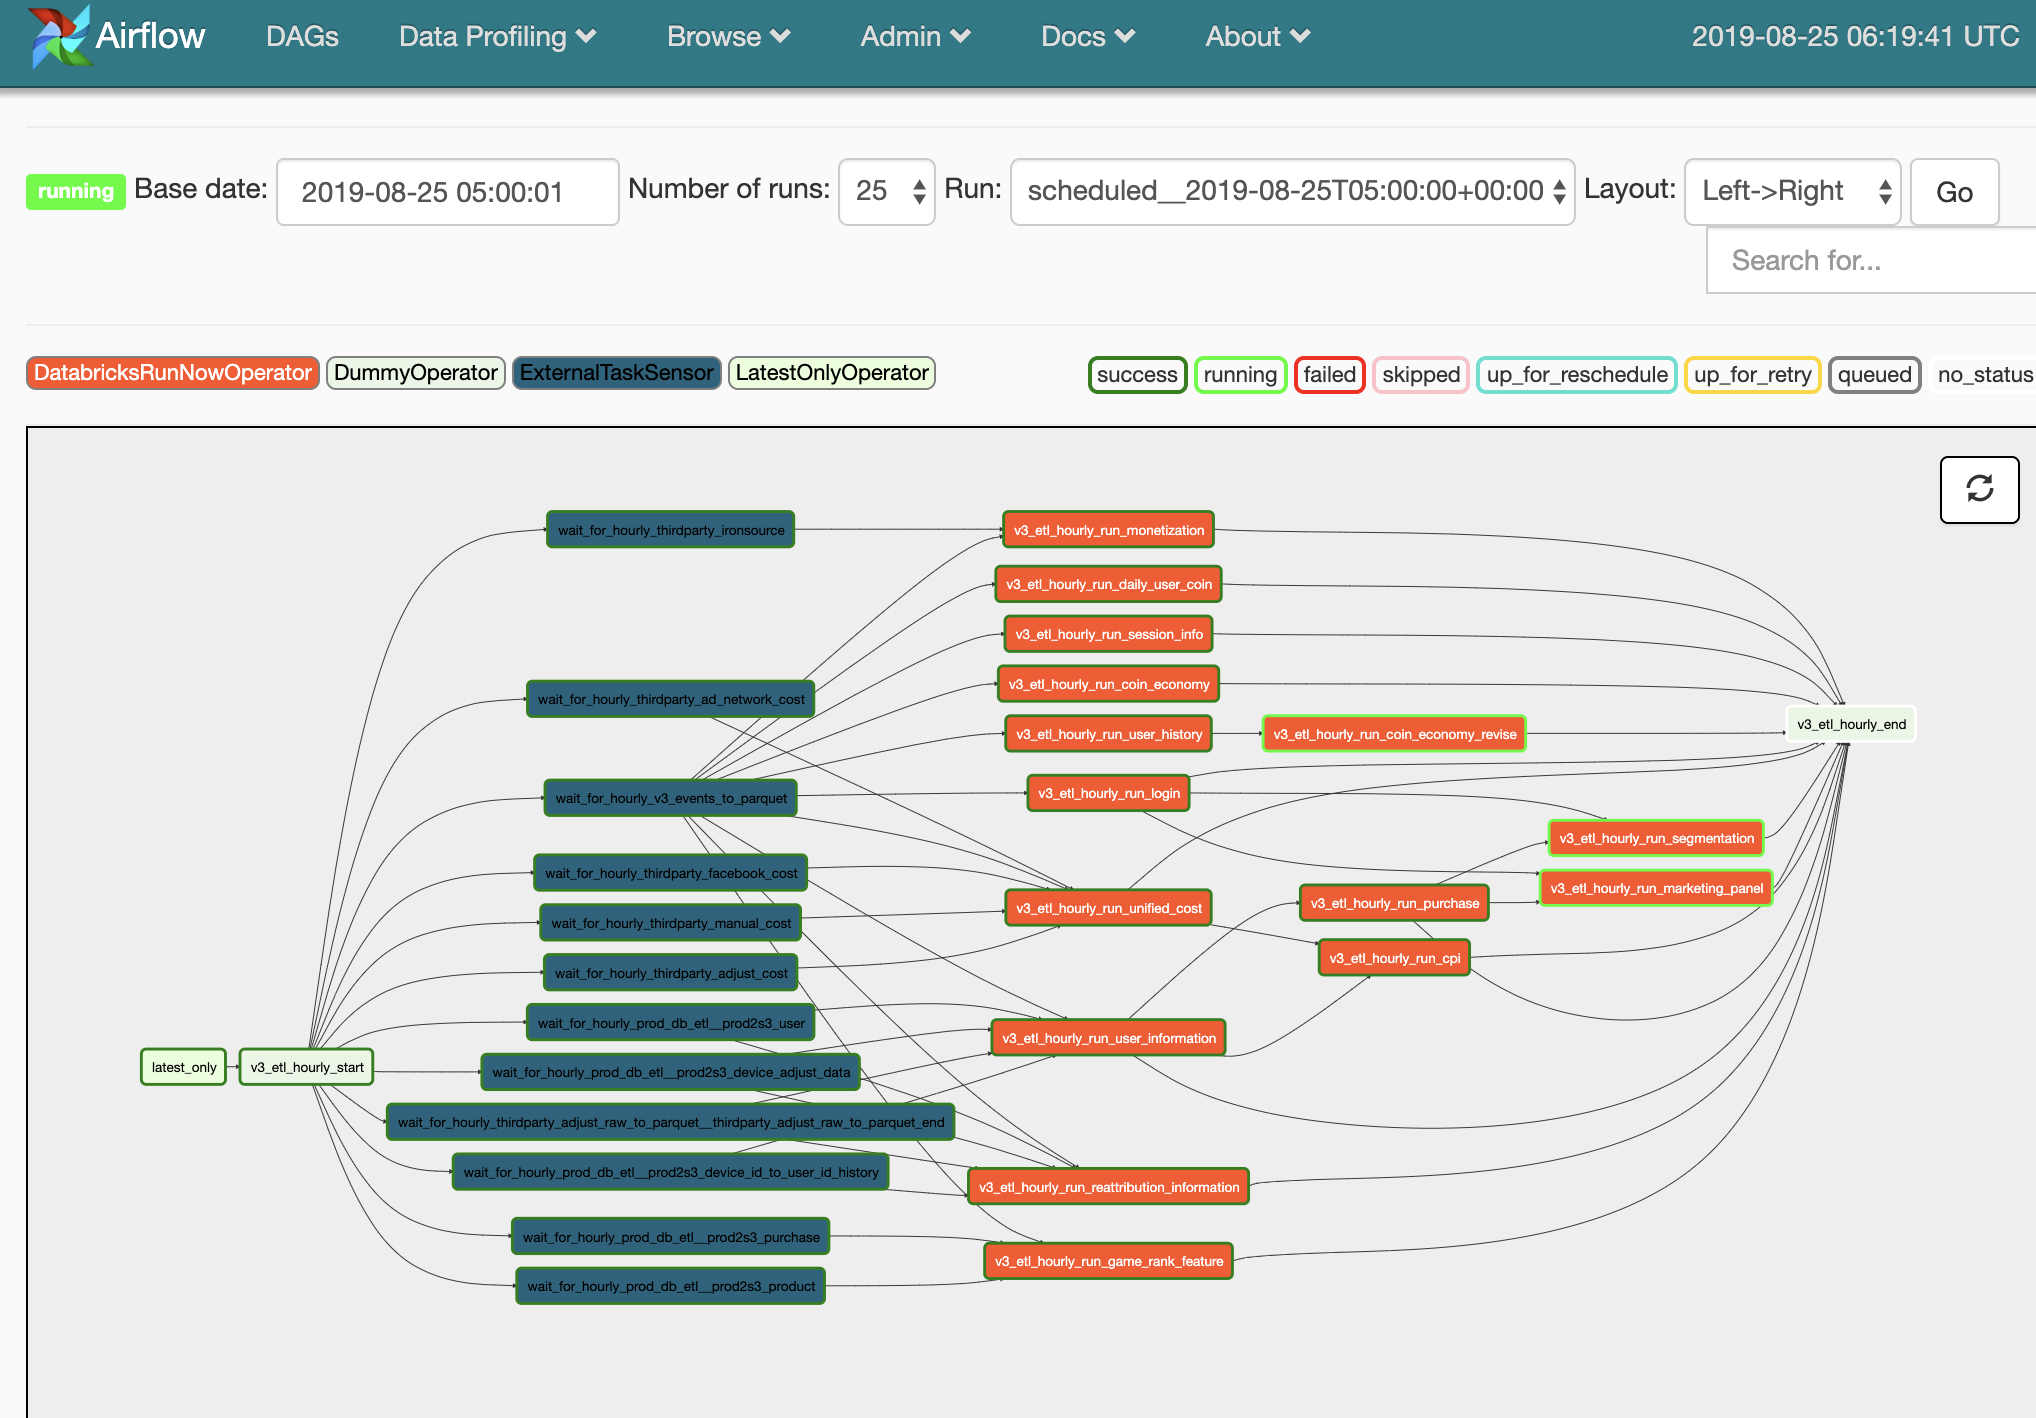 Airflow DAGs Data Profiling Browse Admin Docs About 2019-08-25 06:19:41 UTC
running Base date: 2019-08-25 05:00:01 Number of runs: 25 Run: scheduled__2019-08-25T05:00:00+00:00 Layout: Left->Right Go
Search for...
DatabricksRunNowOperator DummyOperator ExternalTaskSensor LatestOnlyOperator success running failed skipped up_for_reschedule up_for_retry queued no_status
wait_for_hourly_thirdparty_ironsource v3_etl_hourly_run_monetization
v3_etl_hourly_run_daily_user_coin
v3_etl_hourly_run_session_info
wait_for_hourly_thirdparty_ad_network_cost v3_etl_hourly_run_coin_economy
v3_etl_hourly_end
v3_etl_hourly_run_user_history v3_etl_hourly_run_coin_economy_revise
wait_for_hourly_v3_events_to_parquet v3_etl_hourly_run_login
v3_etl_hourly_run_segmentation
wait_for_hourly_thirdparty_facebook_cost v3_etl_hourly_run_marketing_panel
v3_etl_hourly_run_unified_cost v3_etl_hourly_run_purchase
wait_for_hourly_thirdparty_manual_cost
v3_etl_hourly_run_cpi
wait_for_hourly_thirdparty_adjust_cost
wait_for_hourly_prod_db_etl__prod2s3_user v3_etl_hourly_run_user_information
latest_only v3_etl_hourly_start wait_for_hourly_prod_db_etl__prod2s3_device_adjust_data
wait_for_hourly_thirdparty_adjust_raw_to_parquet__thirdparty_adjust_raw_to_parquet_end
wait_for_hourly_prod_db_etl__prod2s3_device_id_to_user_id_history v3_etl_hourly_run_reattribution_information
wait_for_hourly_prod_db_etl__prod2s3_purchase
v3_etl_hourly_run_game_rank_feature
wait_for_hourly_prod_db_etl__prod2s3_product